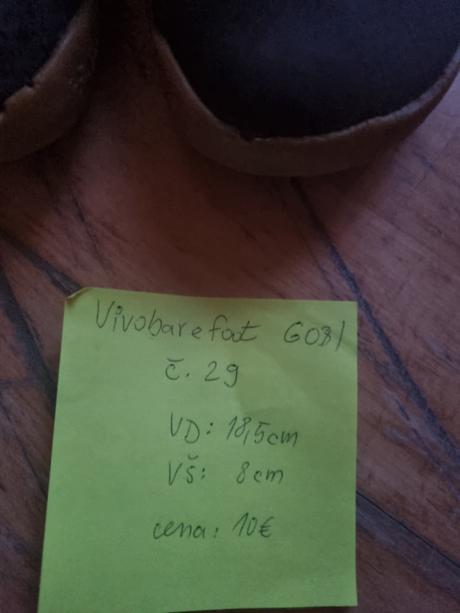 Vivobarefoot GOBI
č. 29
VD: 18,5cm
VŠ: 8cm
cena: 10€